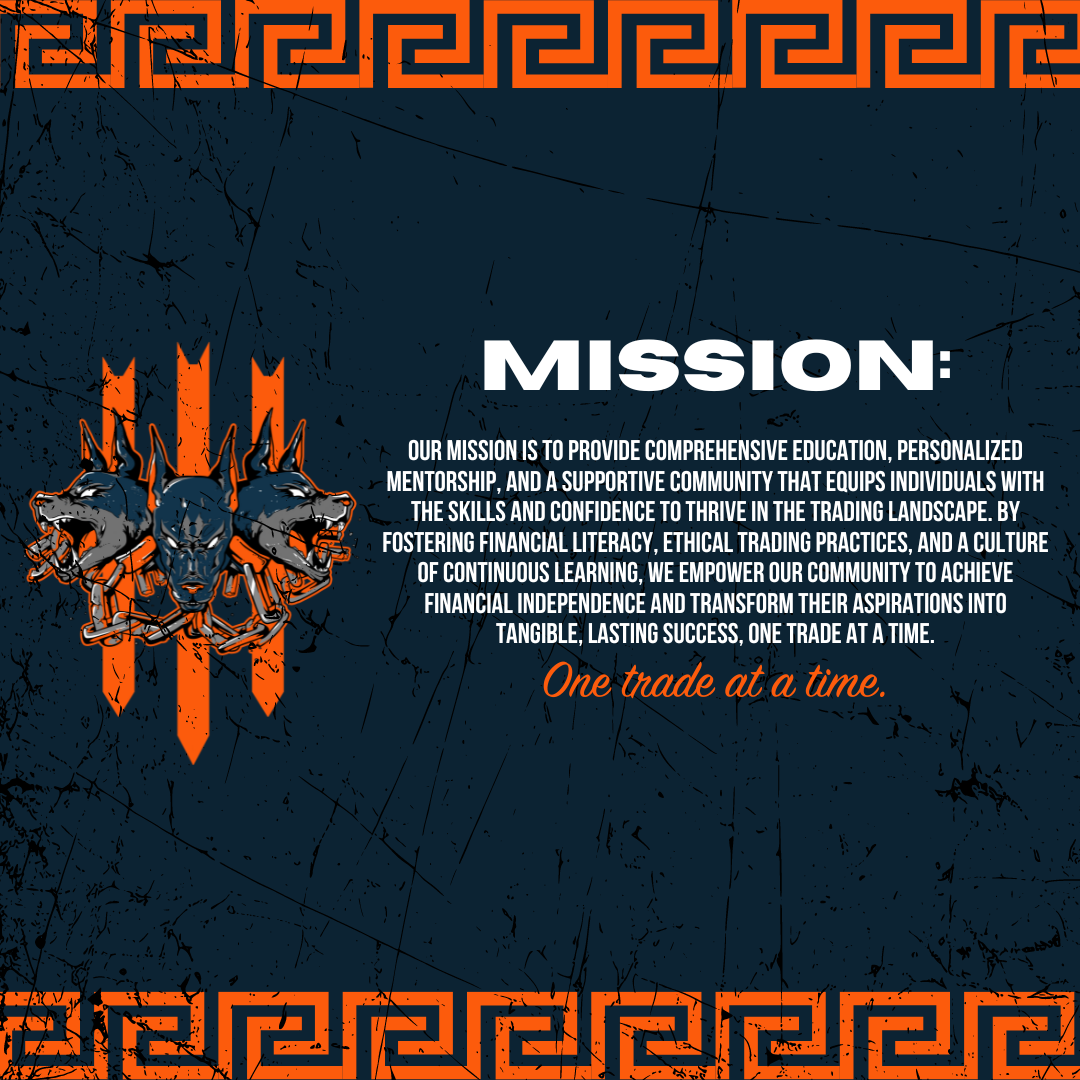 MISSION:
OUR MISSION IS TO PROVIDE COMPREHENSIVE EDUCATION, PERSONALIZED
MENTORSHIP, AND A SUPPORTIVE COMMUNITY THAT EQUIPS INDIVIDUALS WITH
THE SKILLS AND CONFIDENCE TO THRIVE IN THE TRADING LANDSCAPE. BY
FOSTERING FINANCIAL LITERACY, ETHICAL TRADING PRACTICES, AND A CULTURE
OF CONTINUOUS LEARNING, WE EMPOWER OUR COMMUNITY TO ACHIEVE
FINANCIAL INDEPENDENCE AND TRANSFORM THEIR ASPIRATIONS INTO
TANGIBLE, LASTING SUCCESS, ONE TRADE AT A TIME.
One trade at a time.